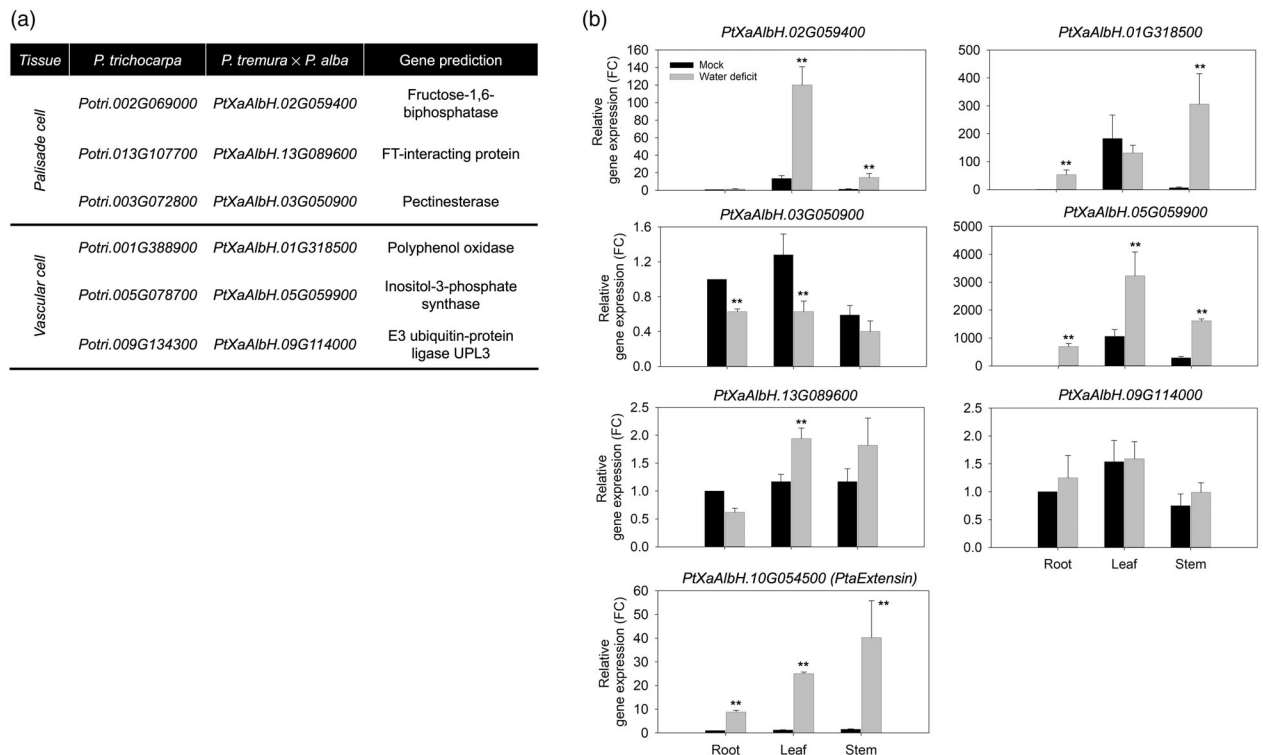 (a)
Tissue P. trichocarpa P. tremura × P. alba Gene prediction
Palisade cell
Potri.002G069000 PtXaAlbH.02G059400 Fructose-1,6-
biphosphatase
Potri.013G107700 PtXaAlbH.13G089600 FT-interacting protein
Potri.003G072800 PtXaAlbH.03G050900 Pectinesterase
Vascular cell
Potri.001G388900 PtXaAlbH.01G318500 Polyphenol oxidase
Potri.005G078700 PtXaAlbH.05G059900 Inositol-3-phosphate
synthase
Potri.009G134300 PtXaAlbH.09G114000 E3 ubiquitin-protein
ligase UPL3
(b)
PtXaAlbH.02G059400
Relative
gene expression (FC)
160
140
120
100
80
60
40
20
0
Mock
Water deficit
**
**
PtXaAlbH.01G318500
500
400
300
200
100
0
**
**
PtXaAlbH.03G050900
Relative
gene expression (FC)
1.6
1.2
0.8
0.4
0.0
**
**
PtXaAlbH.05G059900
5000
4000
3000
2000
1000
0
**
**
**
PtXaAlbH.13G089600
Relative
gene expression (FC)
2.5
2.0
1.5
1.0
0.5
0.0
**
PtXaAlbH.09G114000
2.5
2.0
1.5
1.0
0.5
0.0
Root Leaf Stem
PtXaAlbH.10G054500 (PtaExtensin)
Relative
gene expression (FC)
60
50
40
30
20
10
0
**
**
**
Root Leaf Stem